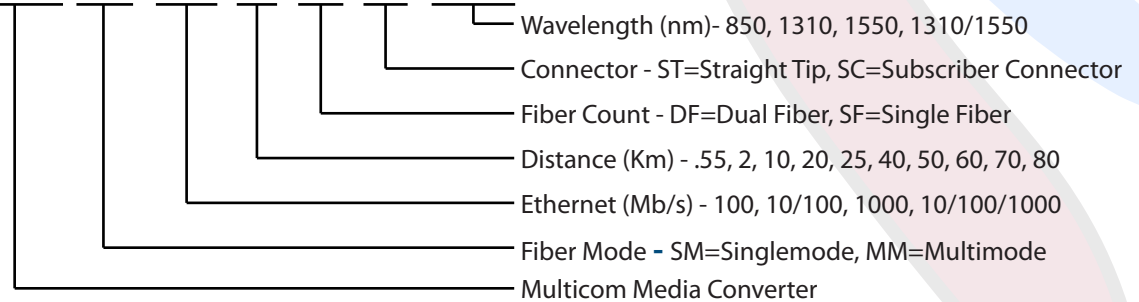 Wavelength (nm)- 850, 1310, 1550, 1310/1550
Connector - ST=Straight Tip, SC=Subscriber Connector
Fiber Count - DF=Dual Fiber, SF=Single Fiber
Distance (Km) - .55, 2, 10, 20, 25, 40, 50, 60, 70, 80
Ethernet (Mb/s) - 100, 10/100, 1000, 10/100/1000
Fiber Mode - SM=Singlemode, MM=Multimode
Multicom Media Converter